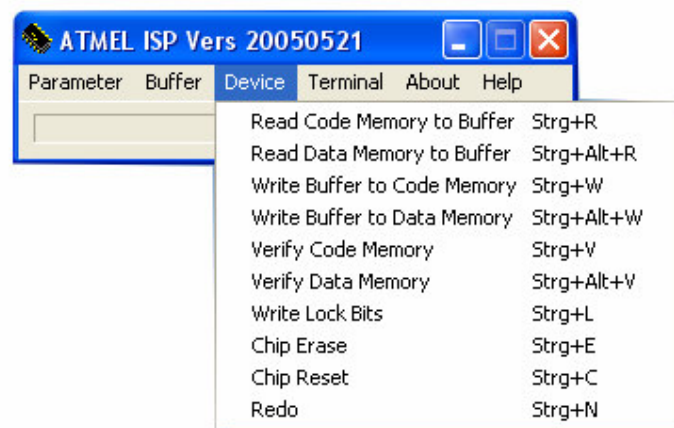 ATMEL ISP Vers 20050521
Parameter Buffer Device Terminal About Help
Read Code Memory to Buffer Strg+R
Read Data Memory to Buffer Strg+Alt+R
Write Buffer to Code Memory Strg+W
Write Buffer to Data Memory Strg+Alt+W
Verify Code Memory Strg+V
Verify Data Memory Strg+Alt+V
Write Lock Bits Strg+L
Chip Erase Strg+E
Chip Reset Strg+C
Redo Strg+N